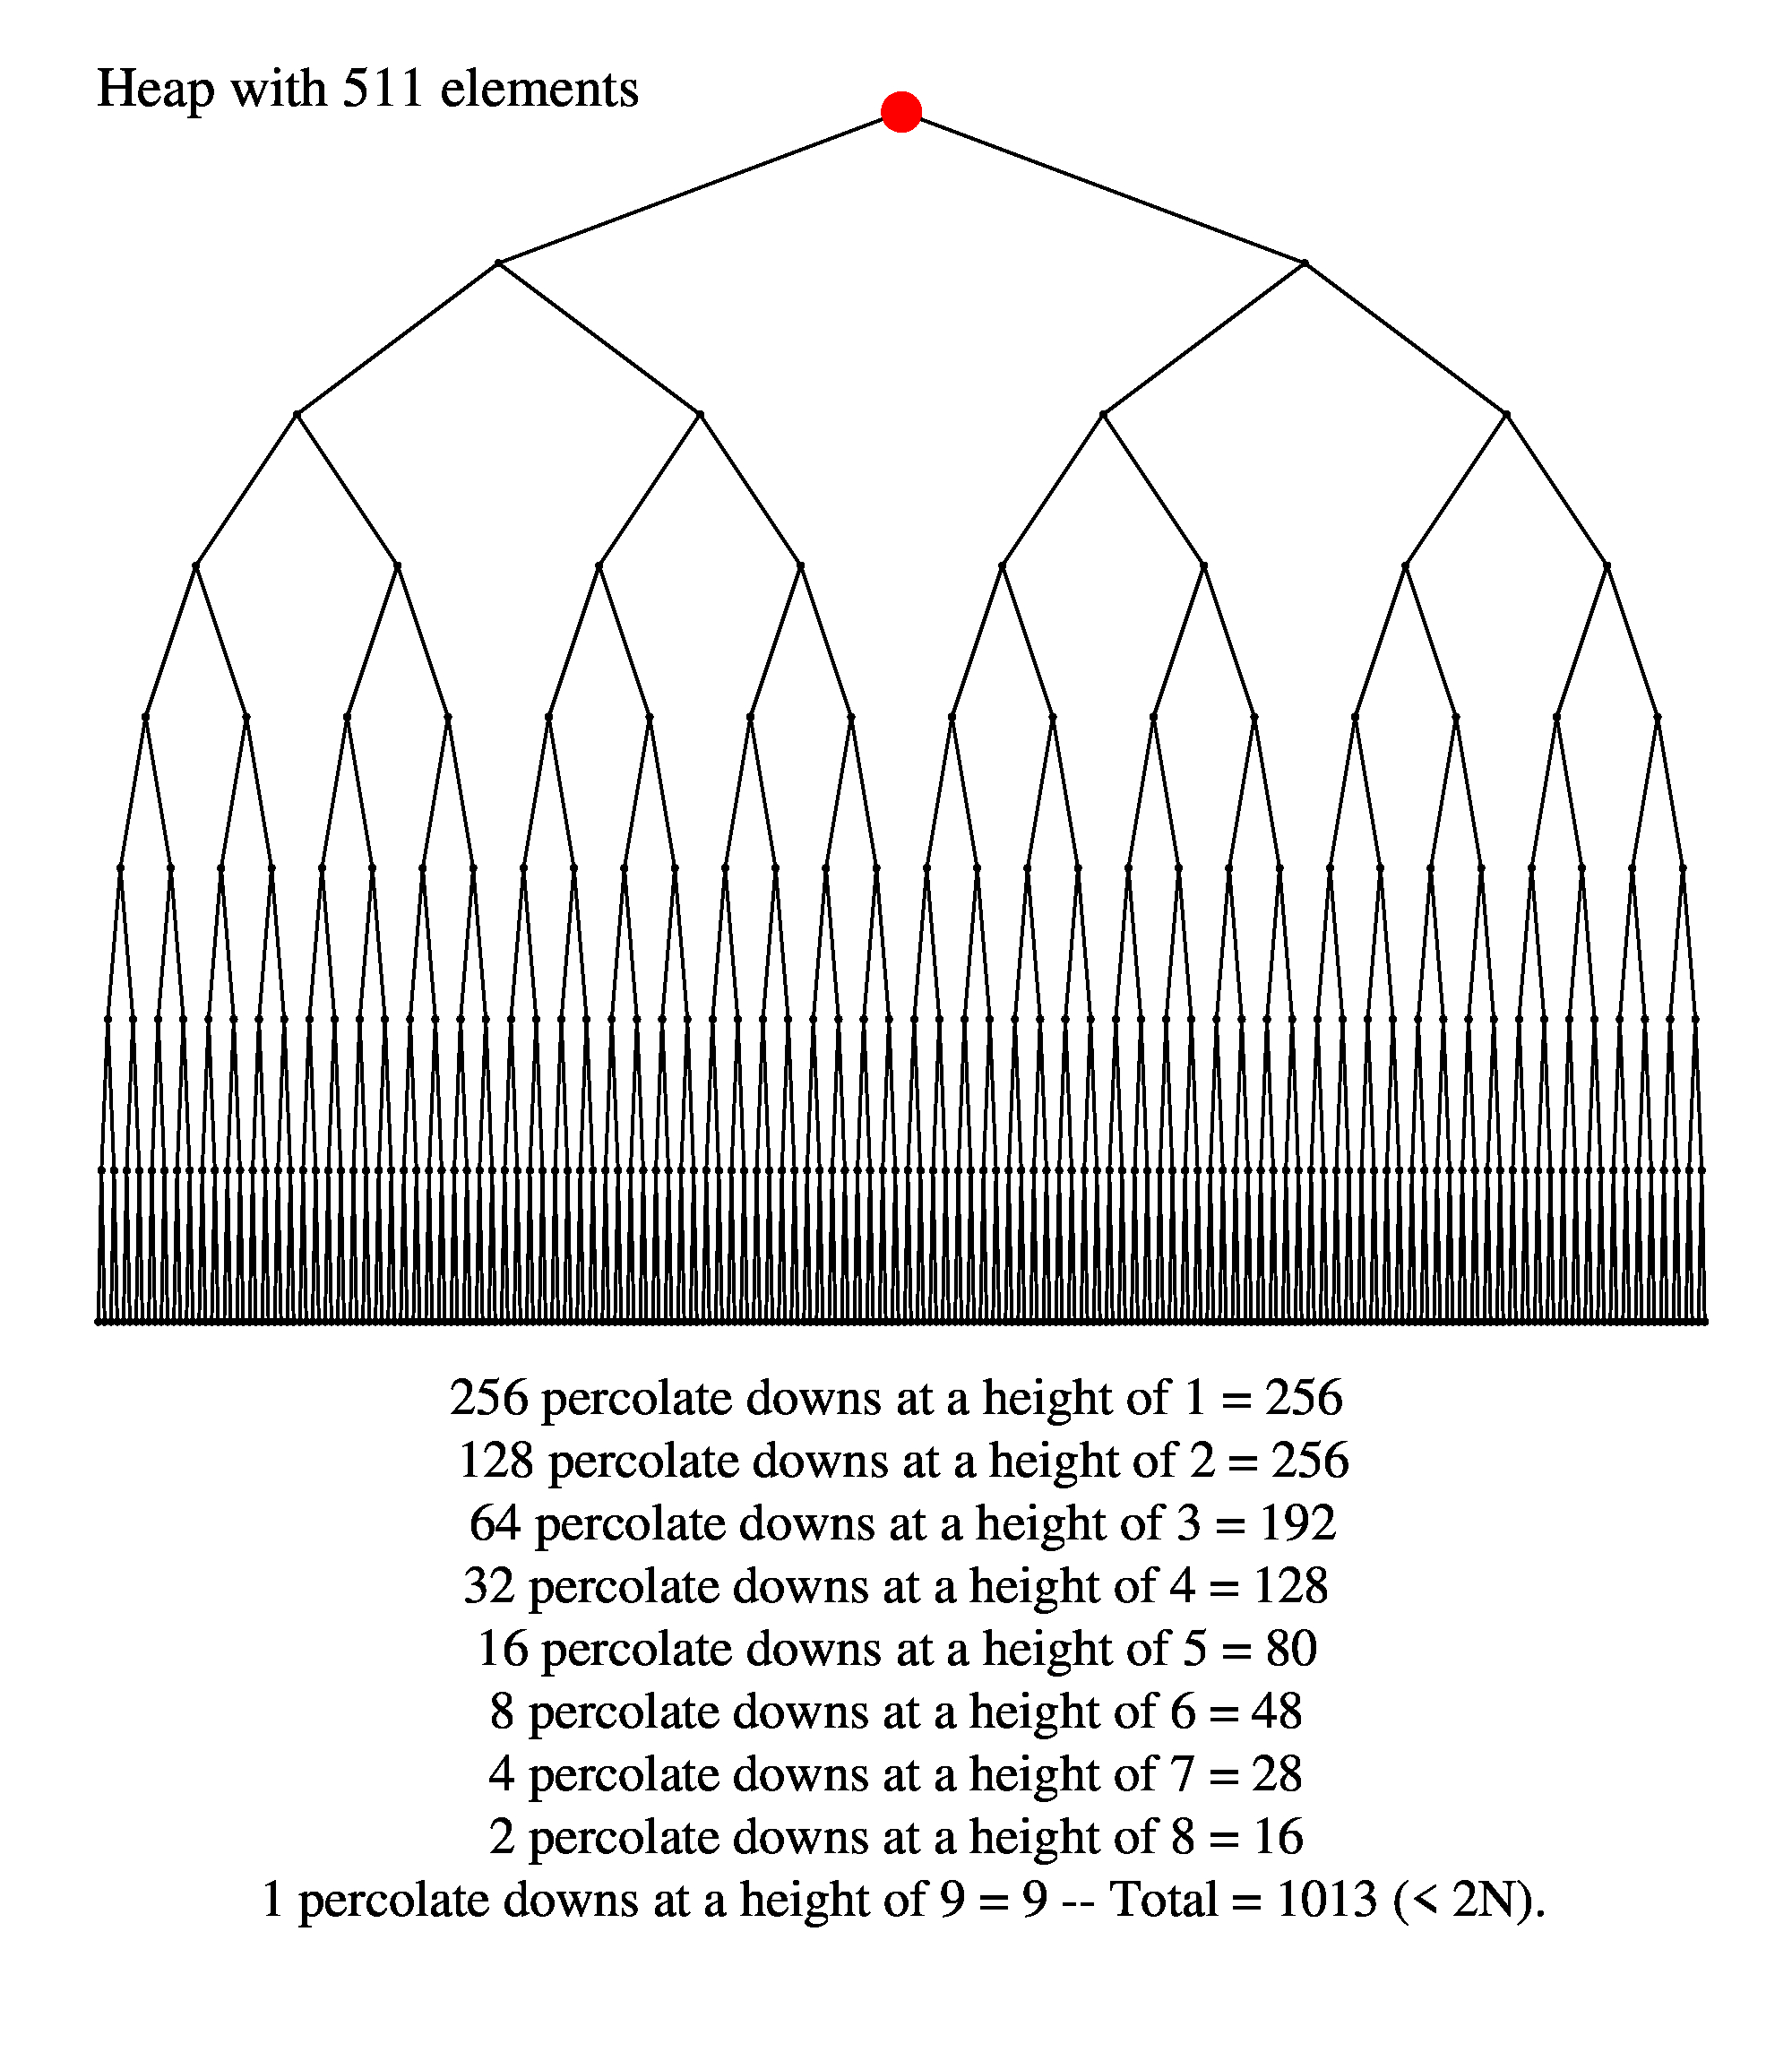 Heap with 511 elements
256 percolate downs at a height of 1 = 256
128 percolate downs at a height of 2 = 256
64 percolate downs at a height of 3 = 192
32 percolate downs at a height of 4 = 128
16 percolate downs at a height of 5 = 80
8 percolate downs at a height of 6 = 48
4 percolate downs at a height of 7 = 28
2 percolate downs at a height of 8 = 16
1 percolate downs at a height of 9 = 9 -- Total = 1013 (< 2N).